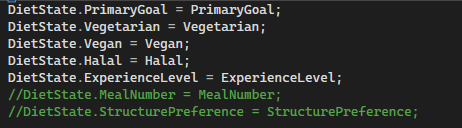 DietState.PrimaryGoal = PrimaryGoal;
DietState.Vegetarian = Vegetarian;
DietState.Vegan = Vegan;
DietState.Halal = Halal;
DietState.ExperienceLevel = ExperienceLevel;
//DietState.MealNumber = MealNumber;
//DietState.StructurePreference = StructurePreference;